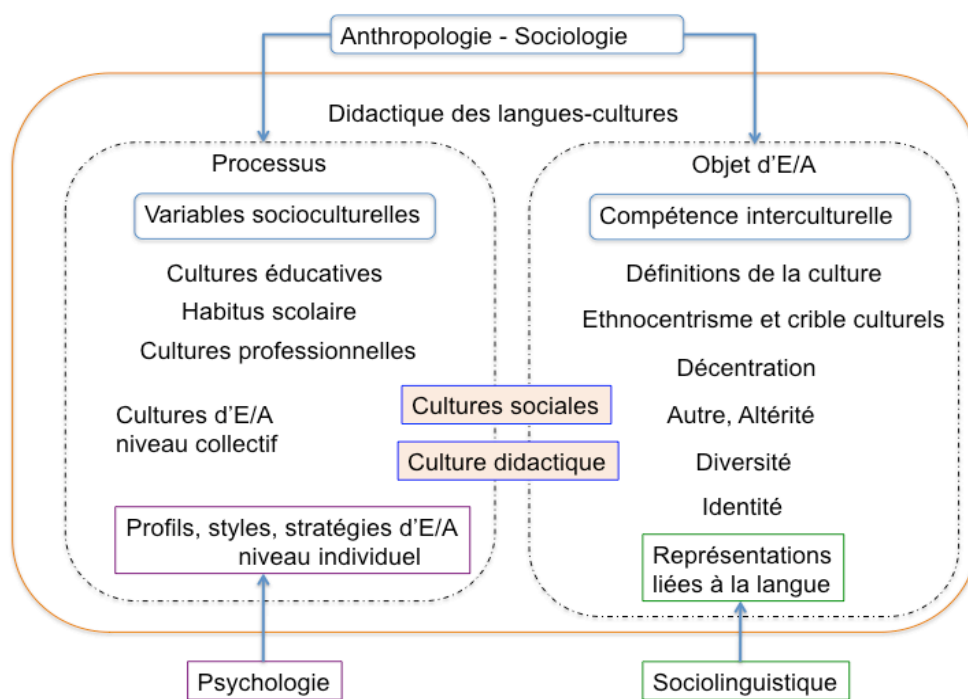 Anthropologie - Sociologie
Didactique des langues-cultures
Processus
Variables socioculturelles
Cultures éducatives
Habitus scolaire
Cultures professionnelles
Cultures d'E/A
niveau collectif
Profils, styles, stratégies d'E/A
niveau individuel
Cultures sociales
Culture didactique
Objet d'E/A
Compétence interculturelle
Définitions de la culture
Ethnocentrisme et crible culturels
Décentration
Autre, Altérité
Diversité
Identité
Représentations
liées à la langue
Psychologie
Sociolinguistique